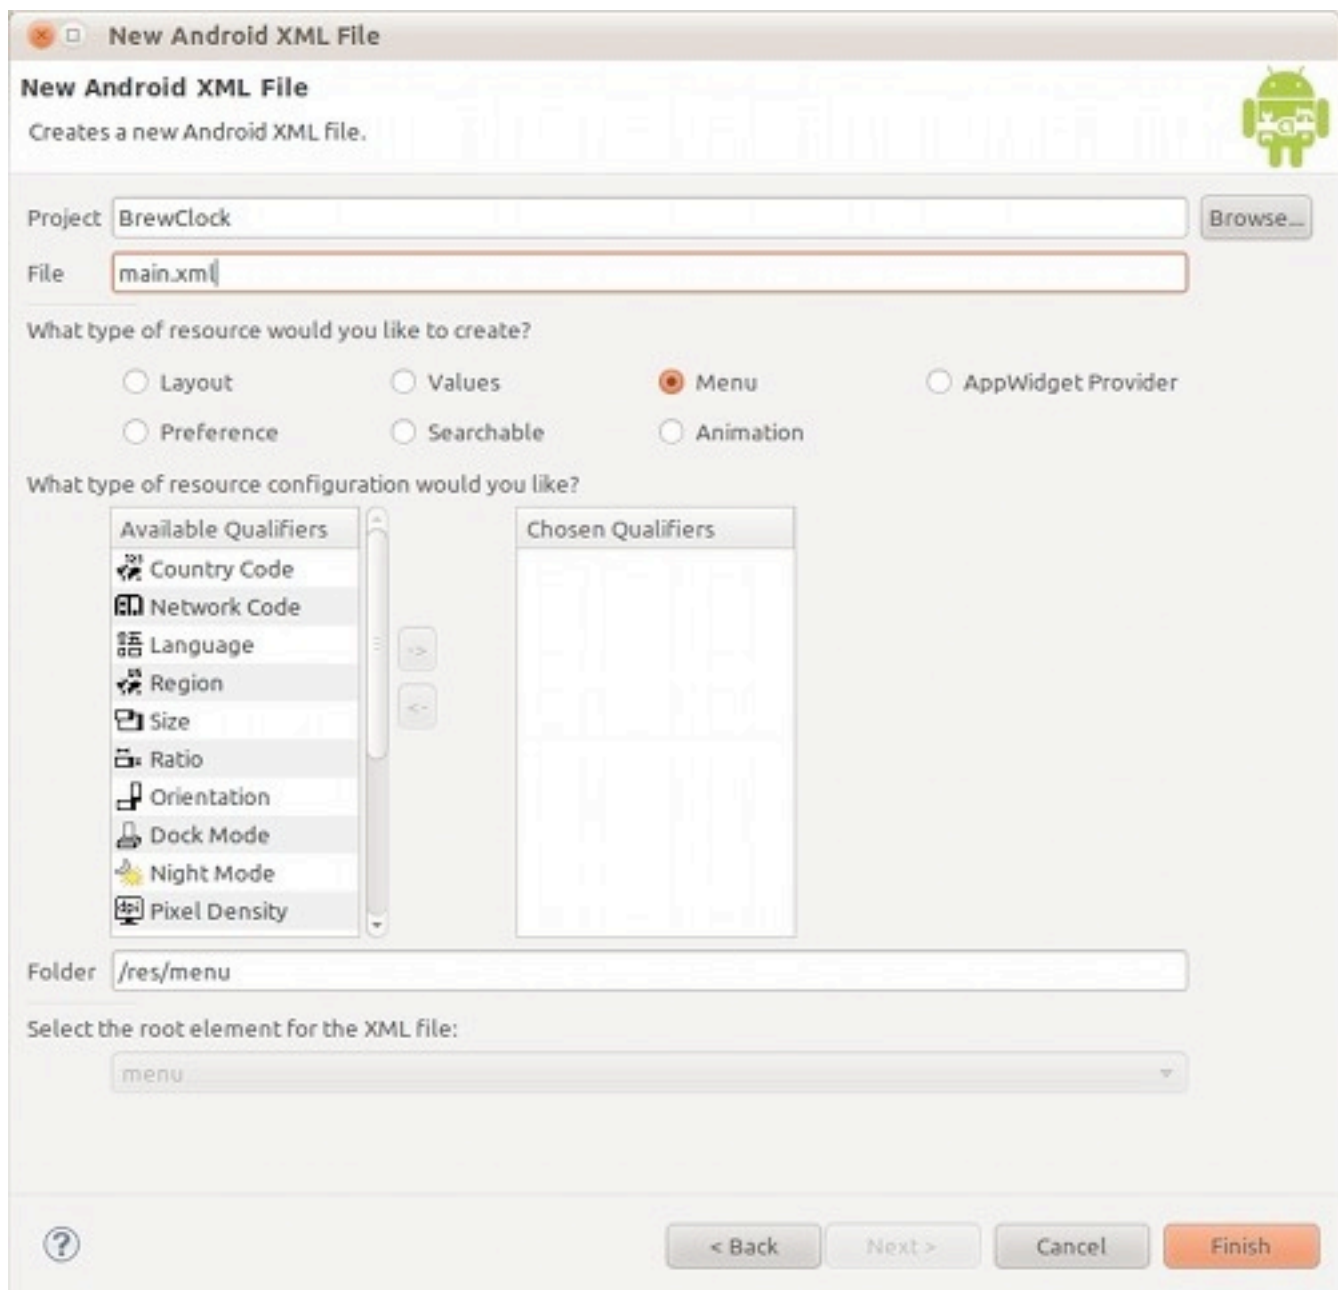 New Android XML File
New Android XML File
Creates a new Android XML file.
Project BrewClock Browse...
File main.xml
What type of resource would you like to create?
Layout Values Menu AppWidget Provider
Preference Searchable Animation
What type of resource configuration would you like?
Available Qualifiers Chosen Qualifiers
Country Code
Network Code
Language
->
Region
<-
Size
Ratio
Orientation
Dock Mode
Night Mode
Pixel Density
Folder /res/menu
Select the root element for the XML file:
menu
? < Back Next > Cancel Finish